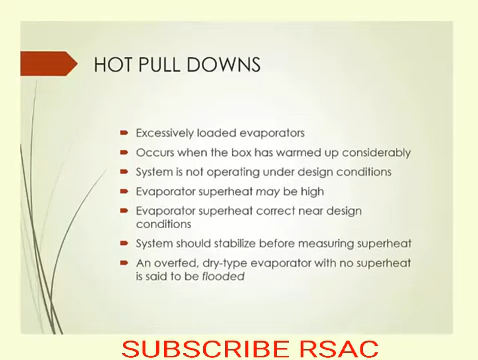 HOT PULL DOWNS
Excessively loaded evaporators
Occurs when the box has warmed up considerably
System is not operating under design conditions
Evaporator superheat may be high
Evaporator superheat correct near design
conditions
System should stabilize before measuring superheat
An overfed, dry-type evaporator with no superheat
is said to be flooded
SUBSCRIBE RSAC